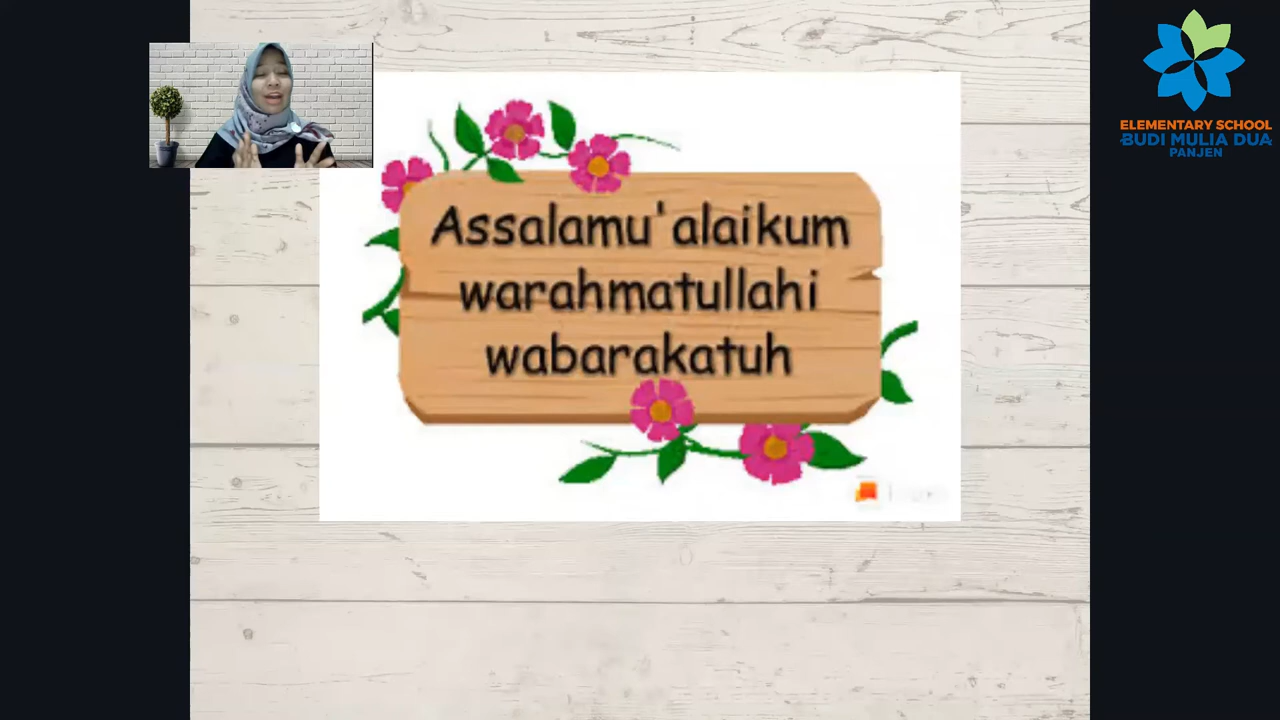 Assalamu'alaikum
warahmatullahi
wabarakatuh
ELEMENTARY SCHOOL
BUDI MULIA DUA
PANJEN